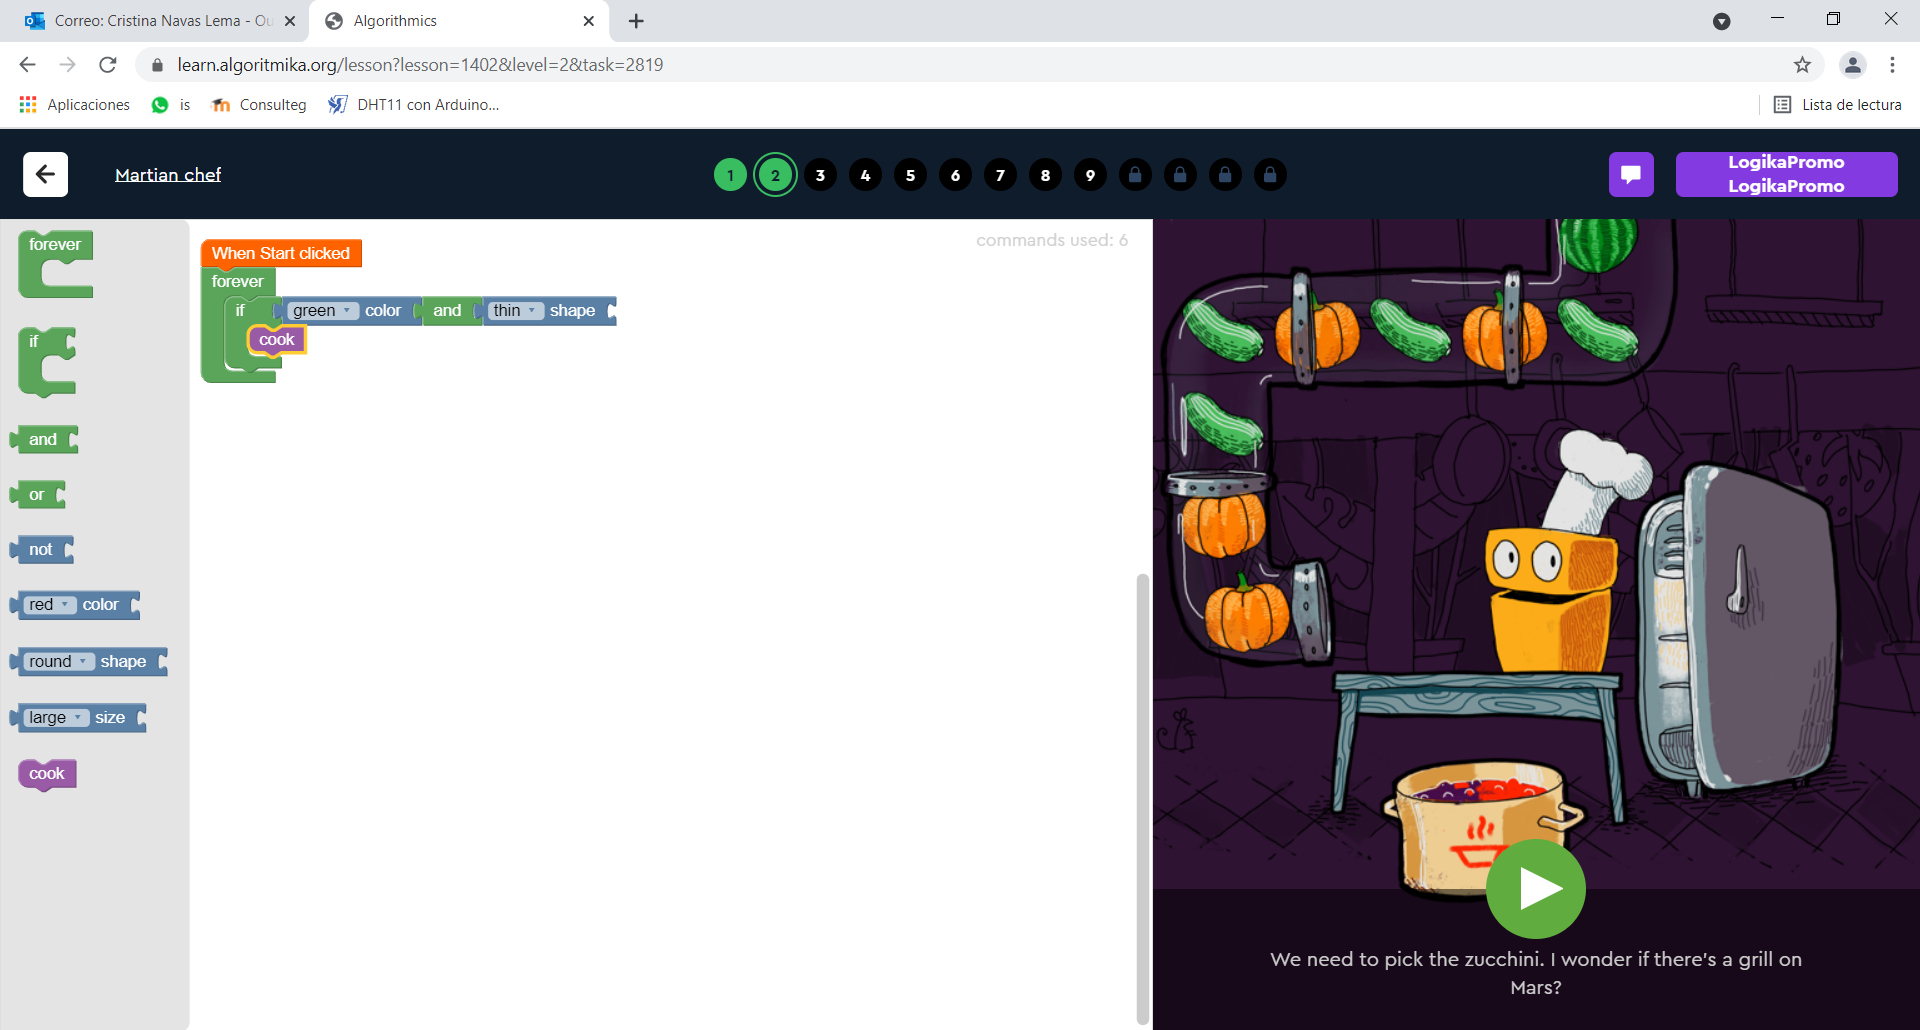 Correo: Cristina Navas Lema - Ou
Algorithmics
learn.algoritmika.org/lesson?lesson=1402&level=2&task=2819
Aplicaciones
is
Consulteg
DHT11 con Arduino...
Lista de lectura
Martian chef
1 2 3 4 5 6 7 8 9
LogikaPromo
LogikaPromo
commands used: 6
forever
if
and
or
not
red color
round shape
large size
cook
When Start clicked
forever
if green color and thin shape
cook
We need to pick the zucchini. I wonder if there's a grill on
Mars?